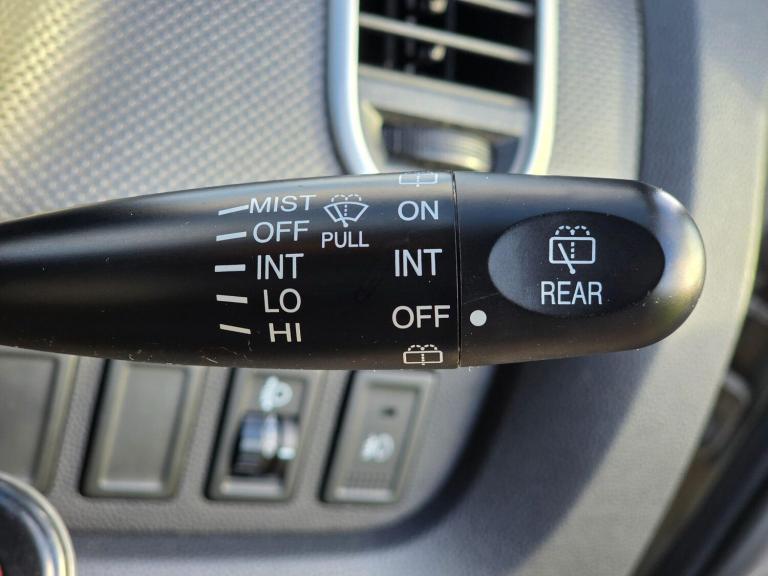 MIST
OFF
INT
LO
HI
PULL
ON
INT
OFF
REAR